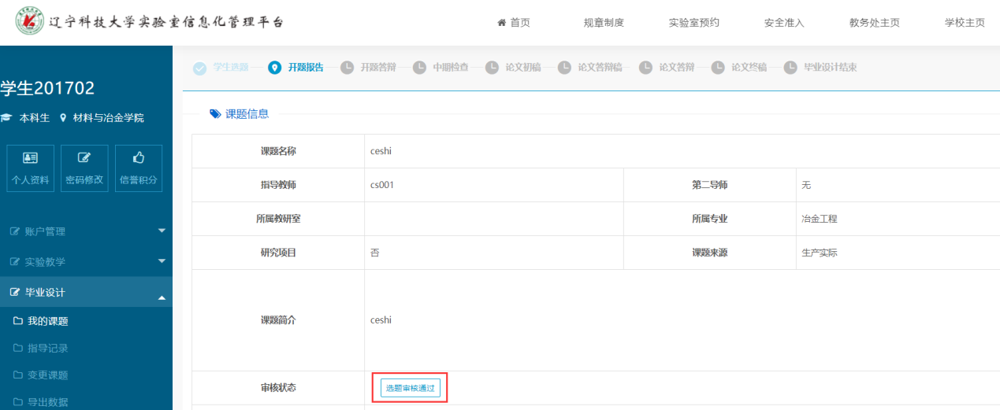 辽宁科技大学实验室信息化管理平台
首页 规章制度 实验室预约 安全准入 教务处主页 学校主页
学生选题 开题报告 开题答辩 中期检查 论文初稿 论文答辩稿 论文答辩 论文终稿 毕业设计结束
学生201702
本科生 材料与冶金学院
个人资料 密码修改 信誉积分
账户管理
实验教学
毕业设计
我的课题
指导记录
变更课题
导出数据
课题信息
课题名称 ceshi
指导教师 cs001 第二导师 无
所属教研室 所属专业 冶金工程
研究项目 否 课题来源 生产实际
课题简介 ceshi
审核状态 选题审核通过